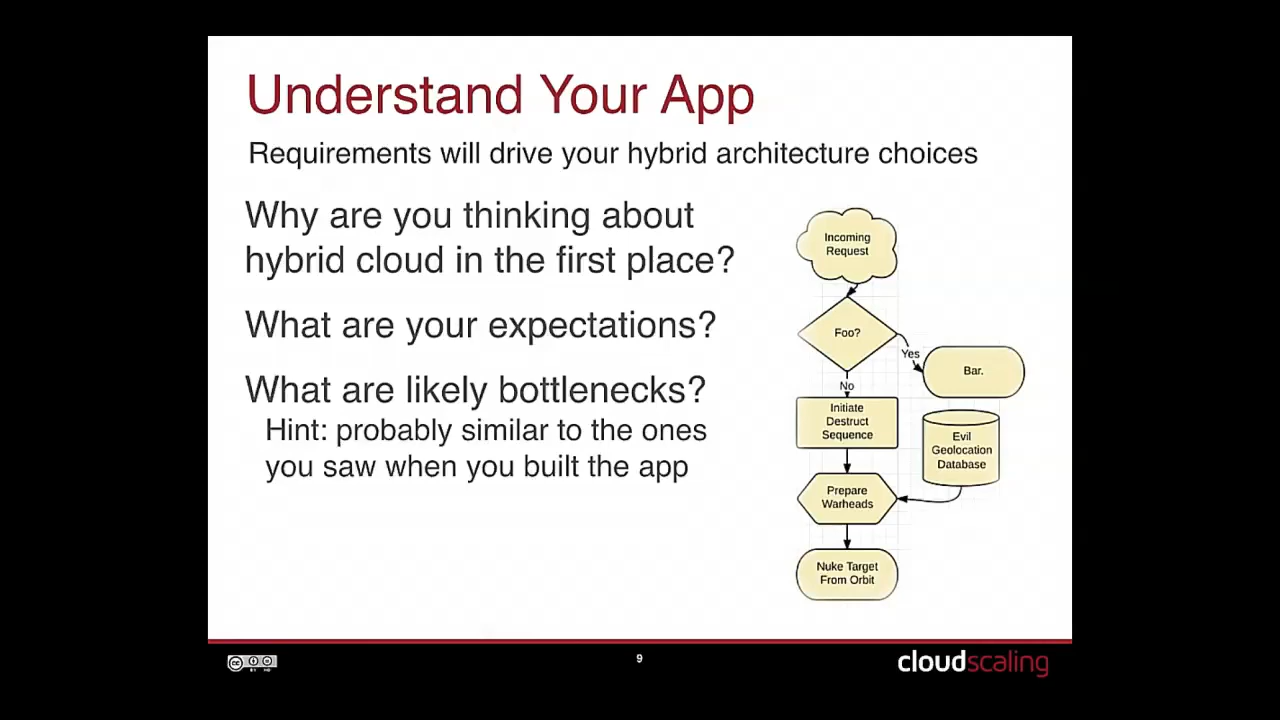 Understand Your App
Requirements will drive your hybrid architecture choices
Why are you thinking about
hybrid cloud in the first place?
What are your expectations?
What are likely bottlenecks?
Hint: probably similar to the ones
you saw when you built the app
Incoming
Request
Foo?
Yes
Bar.
No
Initiate
Destruct
Sequence
Evil
Geolocation
Database
Prepare
Warheads
Nuke Target
From Orbit
9
cloudscaling